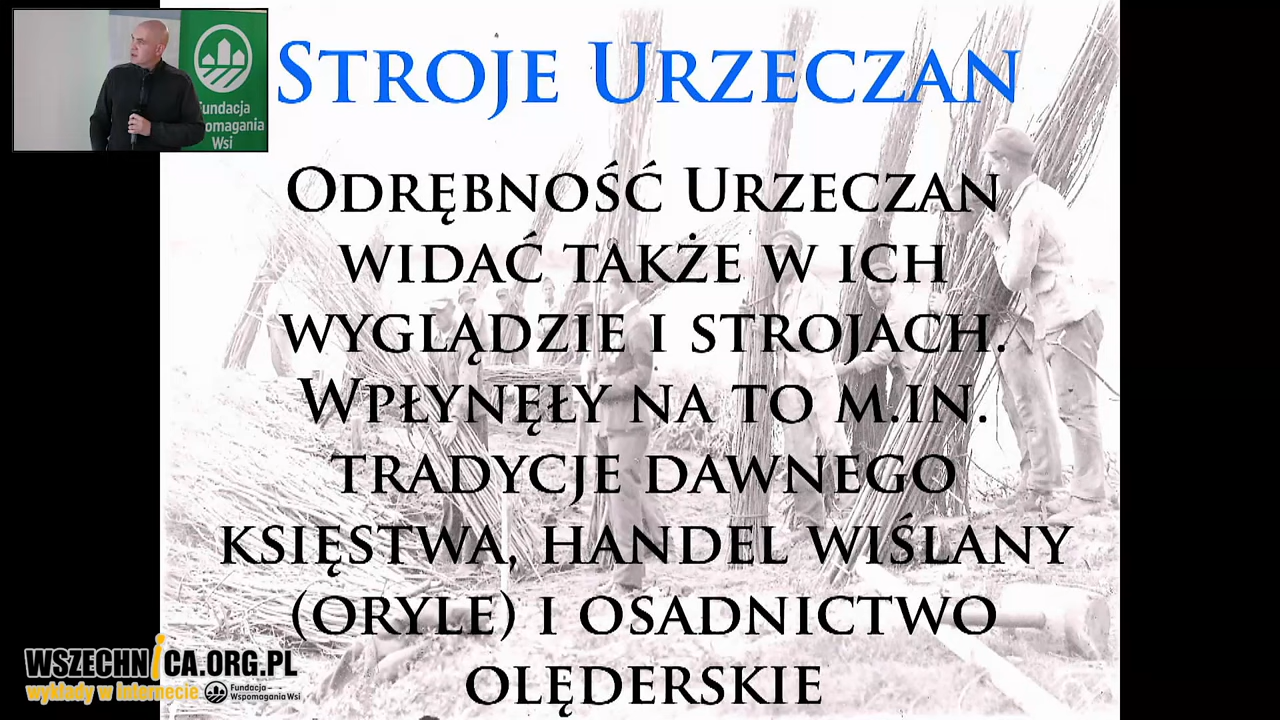 Fundacja
Wspomagania
Wsi
STROJE URZECZAN
ODRĘBNOŚĆ URZECZAN
WIDAĆ TAKŻE W ICH
WYGLĄDZIE I STROJACH.
WPŁYNĘŁY NA TO M.IN.
TRADYCJE DAWNEGO
KSIĘSTWA, HANDEL WIŚLANY
(ORYLE) I OSADNICTWO
OLĘDERSKIE
WSZECHNICA.ORG.PL
wykłady w internecie
Fundacja
Wspomagania Wsi